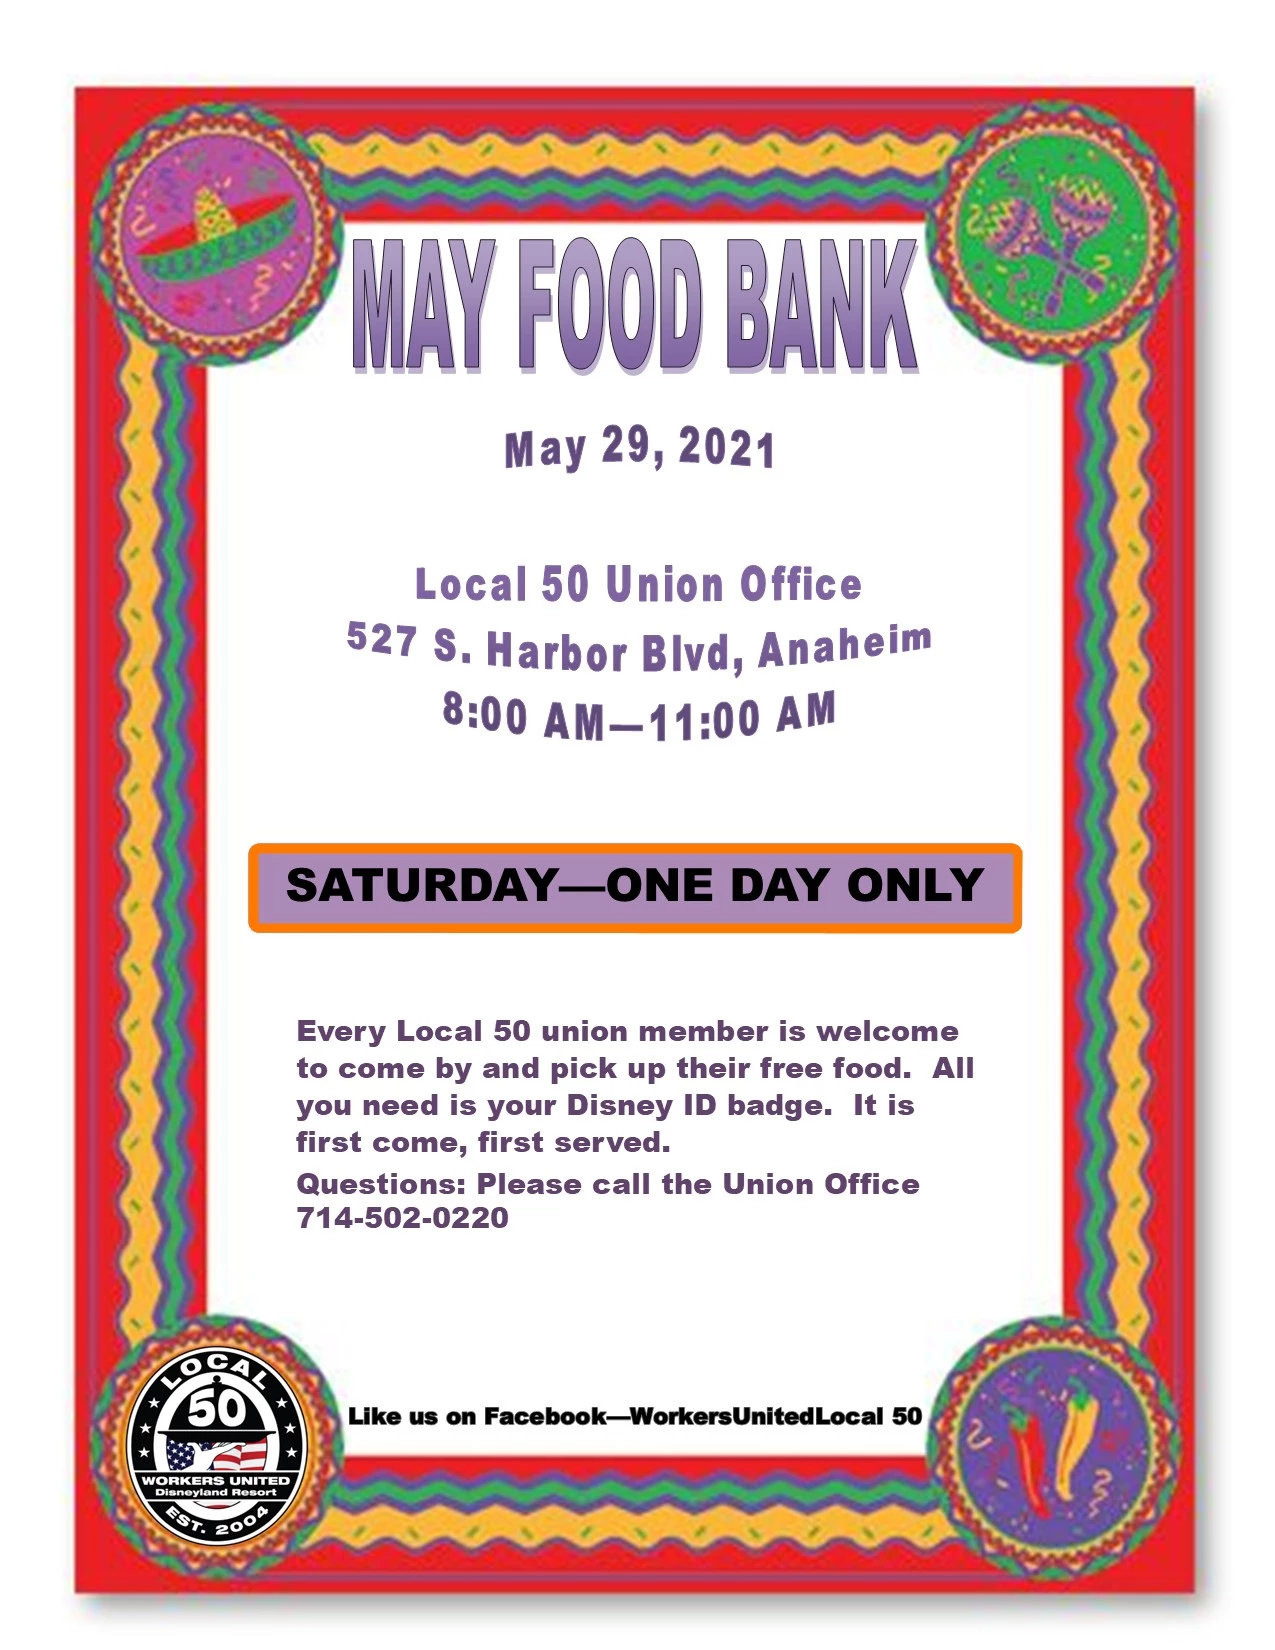 MAY FOOD BANK
May 29, 2021
Local 50 Union Office
527 S. Harbor Blvd, Anaheim
8:00 AM—11:00 AM
SATURDAY—ONE DAY ONLY
Every Local 50 union member is welcome
to come by and pick up their free food.  All
you need is your Disney ID badge.  It is
first come, first served.
Questions: Please call the Union Office
714-502-0220
LOCAL
50
WORKERS UNITED
Disneyland Resort
EST. 2004
Like us on Facebook—WorkersUnitedLocal 50